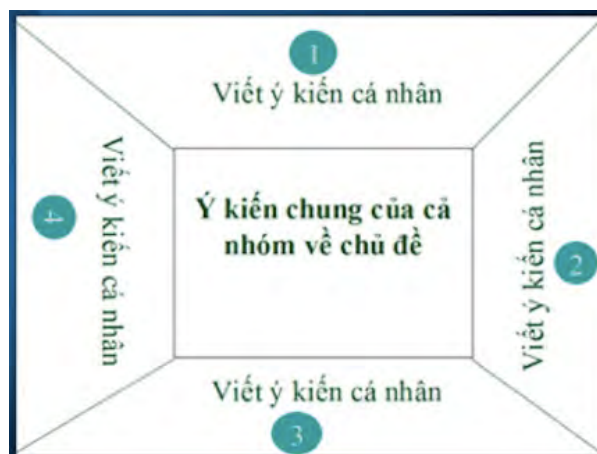 1
Viết ý kiến cá nhân
4
Viết ý kiến cá nhân
Ý kiến chung của cả
nhóm về chủ đề
Viết ý kiến cá nhân
2
Viết ý kiến cá nhân
3